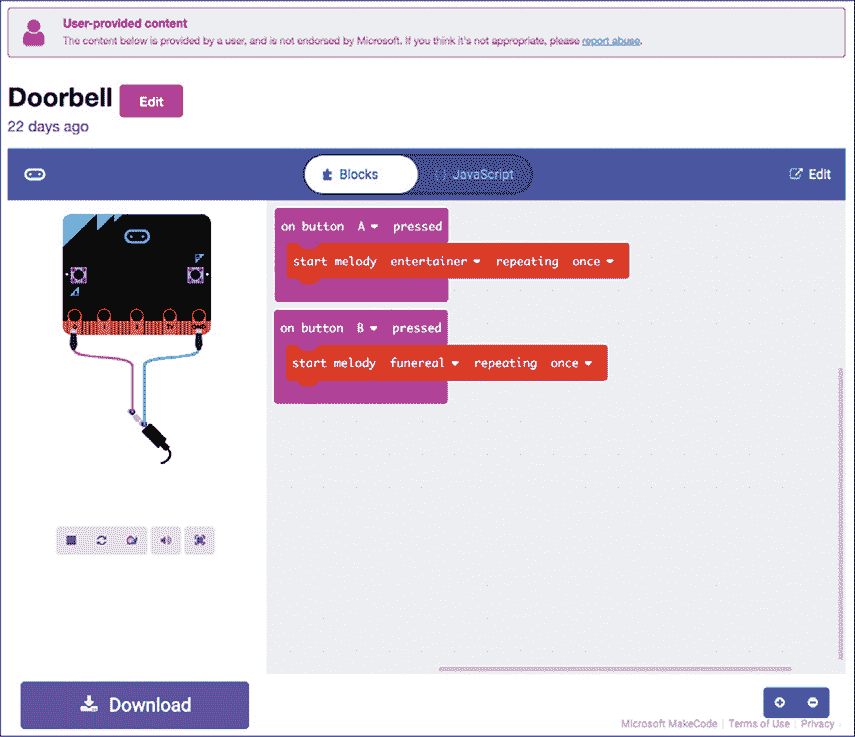 User-provided content
The content below is provided by a user, and is not endorsed by Microsoft. If you think it's not appropriate, please report abuse.
Doorbell Edit
22 days ago
Blocks {} JavaScript Edit
on button A pressed
start melody entertainer repeating once
on button B pressed
start melody funereal repeating once
Download
Microsoft MakeCode | Terms of Use | Privacy